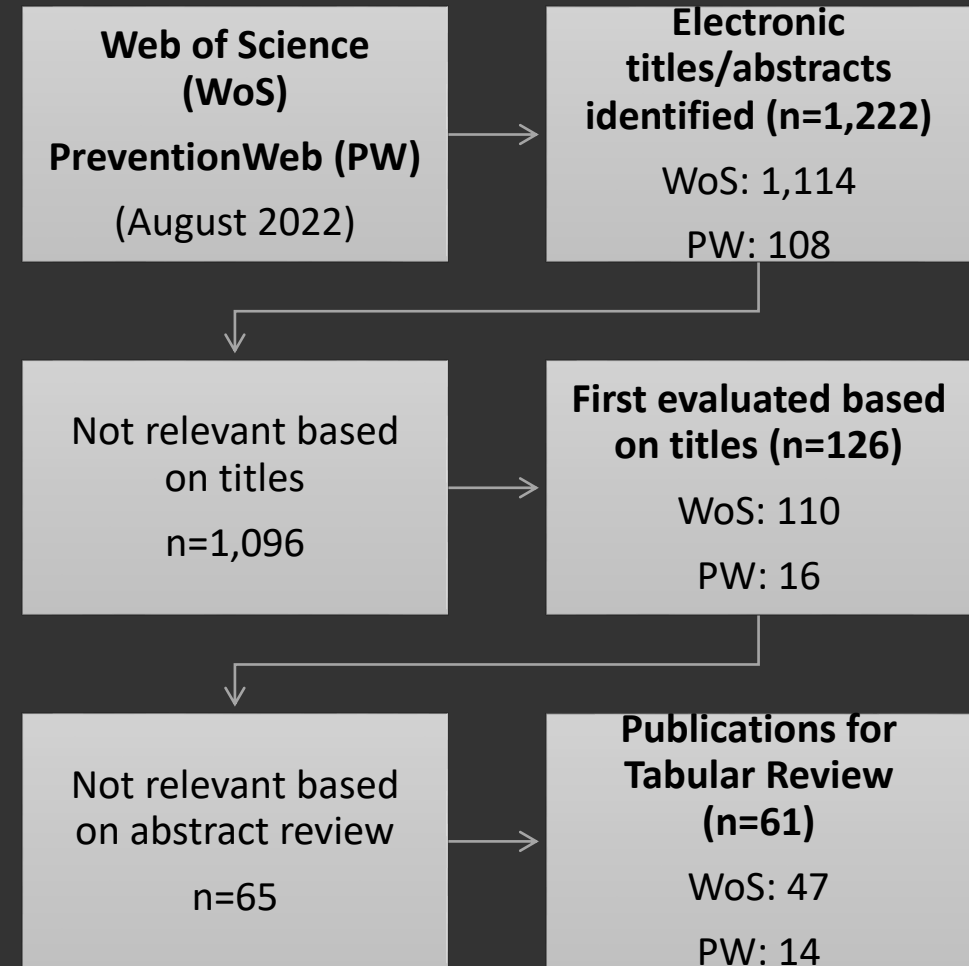 Web of Science
(WoS)
PreventionWeb (PW)
(August 2022)
Electronic
titles/abstracts
identified (n=1,222)
WoS: 1,114
PW: 108
Not relevant based
on titles
n=1,096
First evaluated based
on titles (n=126)
WoS: 110
PW: 16
Not relevant based
on abstract review
n=65
Publications for
Tabular Review
(n=61)
WoS: 47
PW: 14